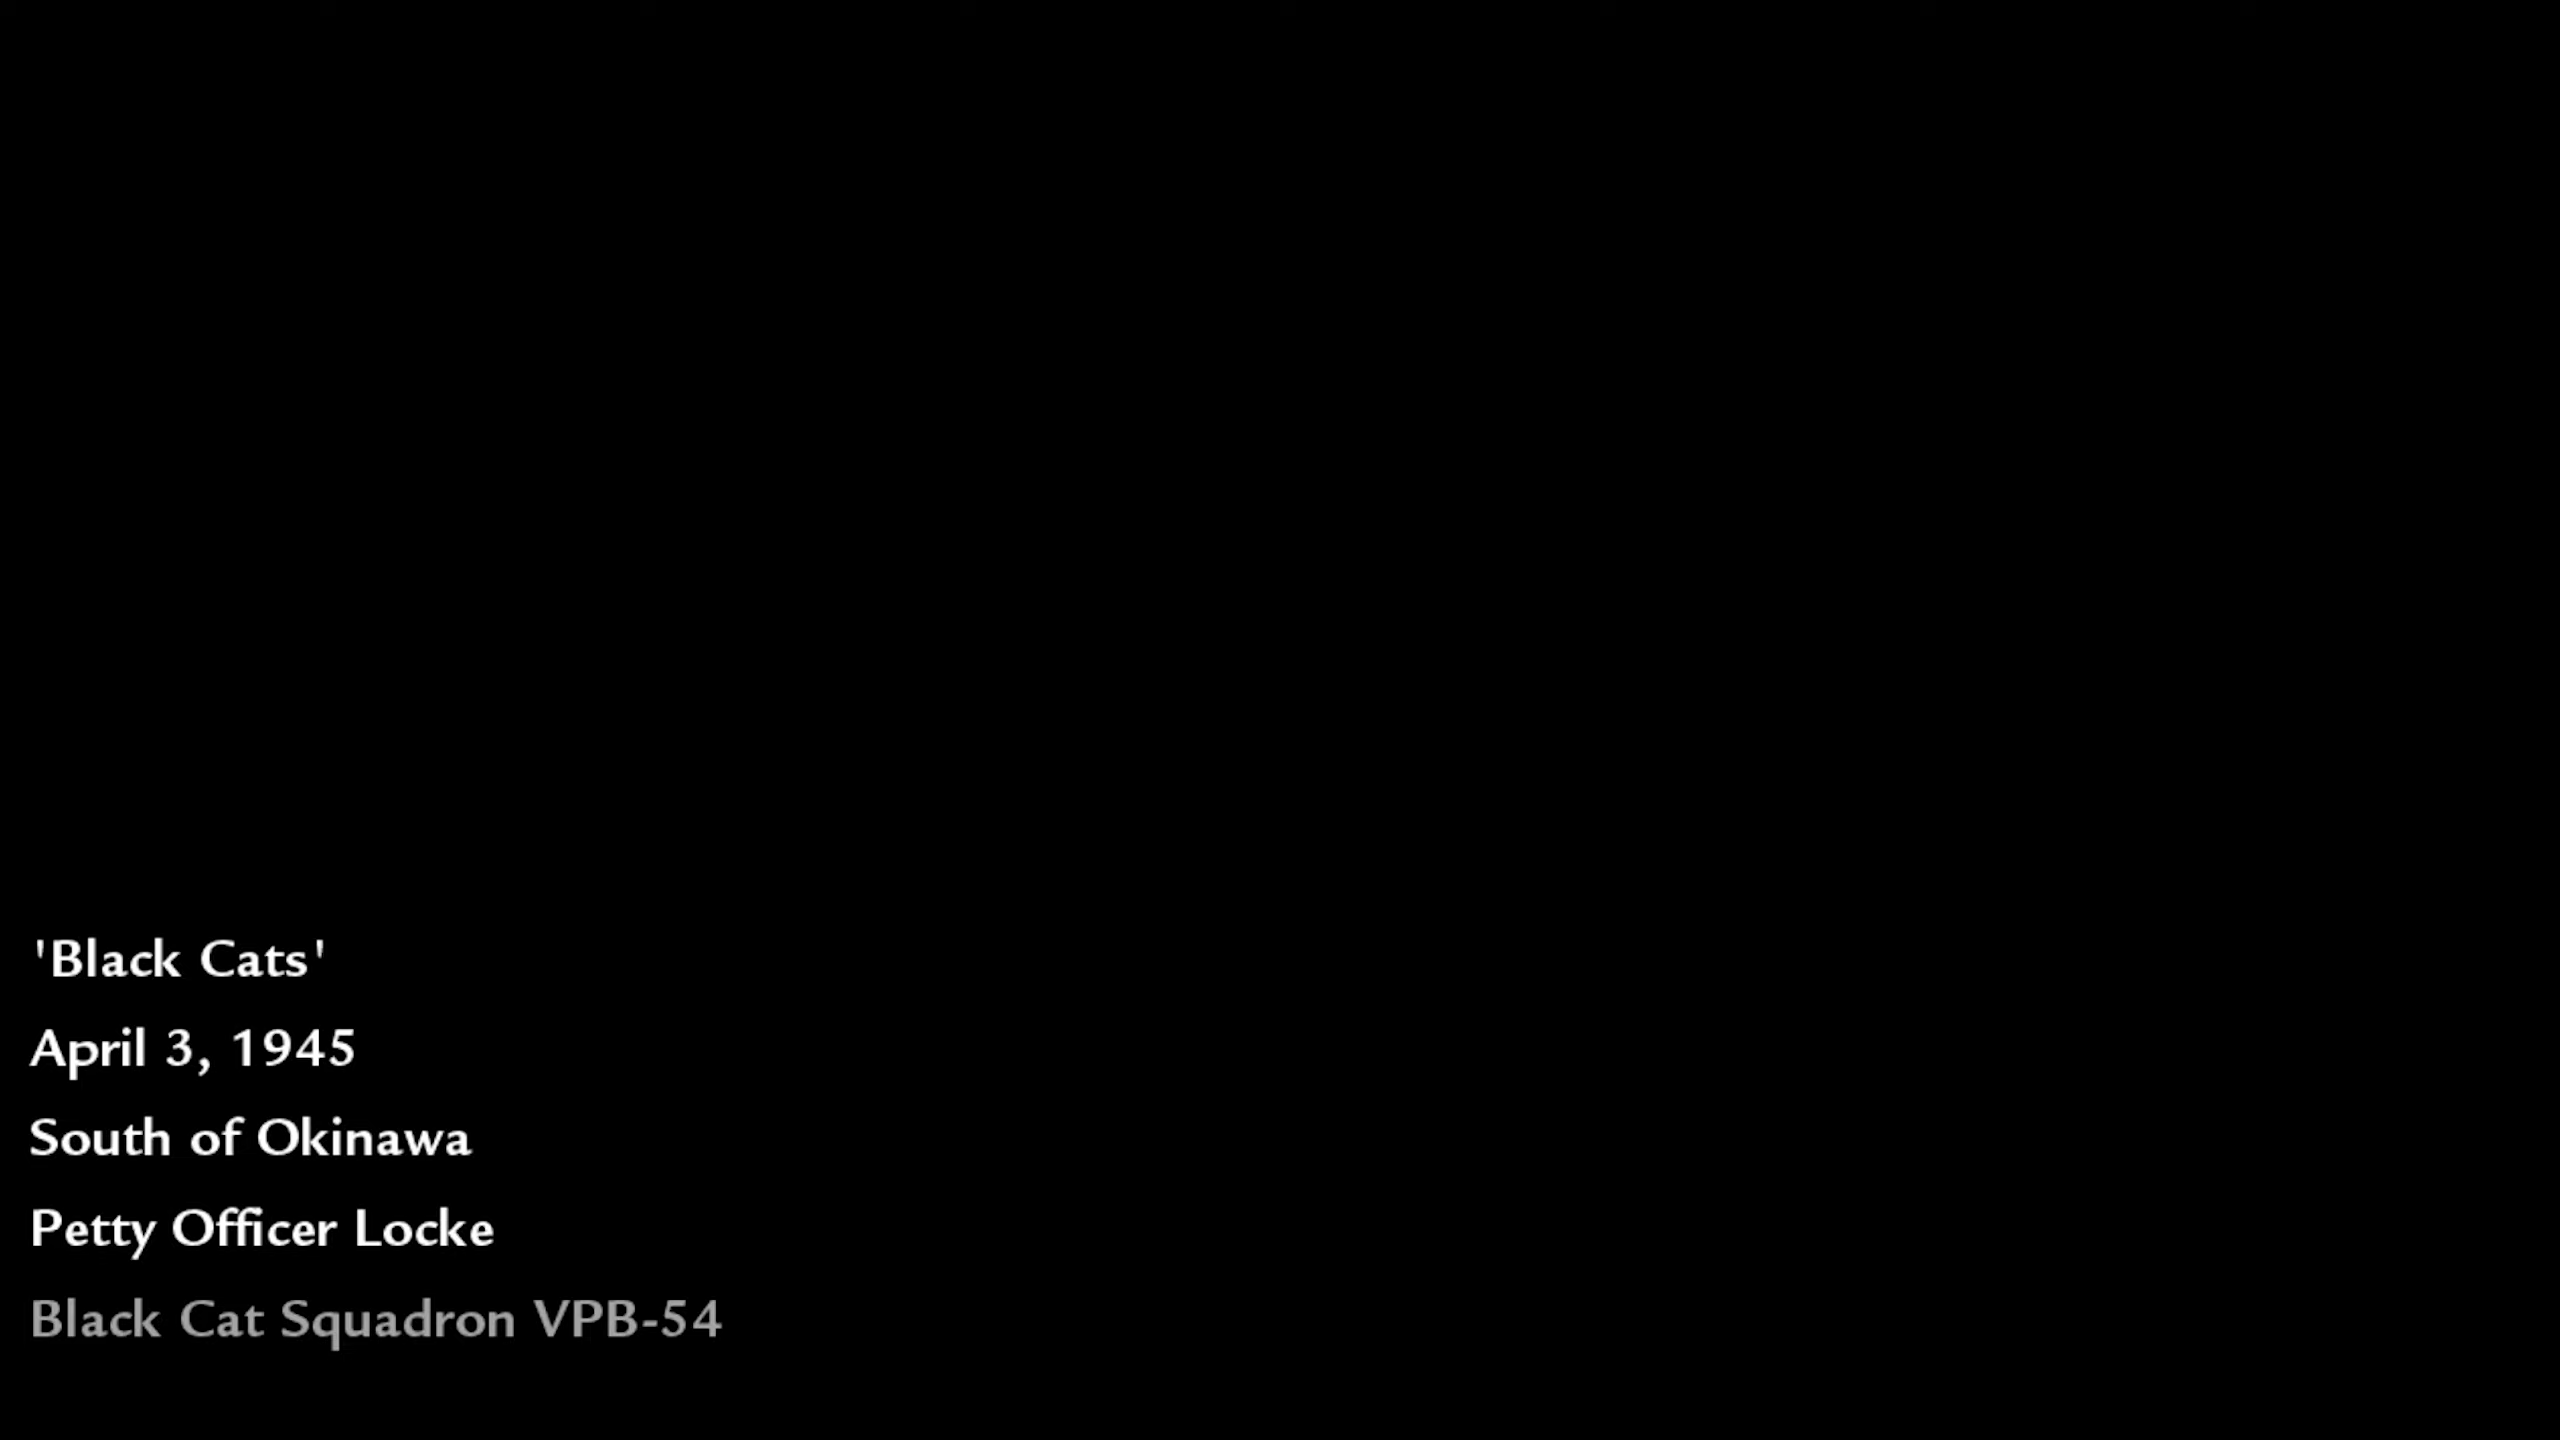 'Black Cats'
April 3, 1945
South of Okinawa
Petty Officer Locke
Black Cat Squadron VPB-54